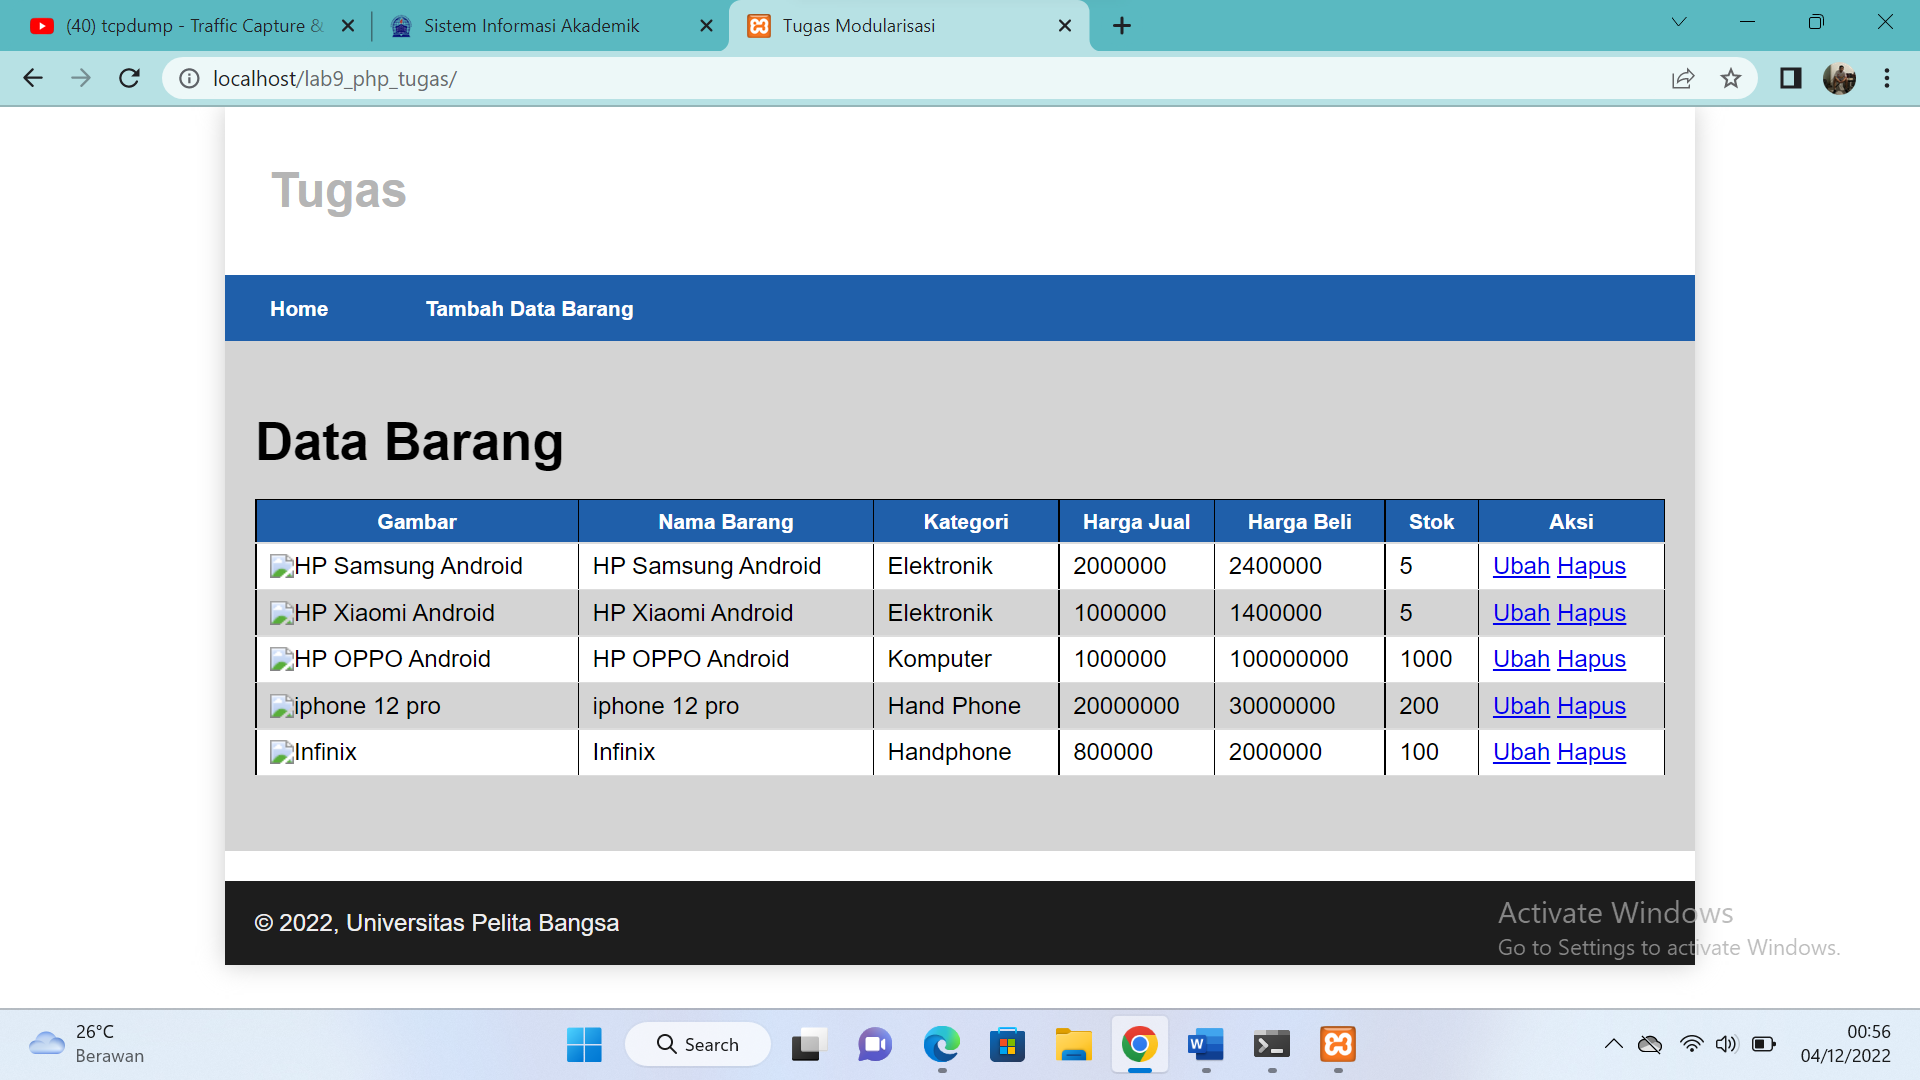 (40) tcpdump - Traffic Capture &
Sistem Informasi Akademik
Tugas Modularisasi
localhost/lab9_php_tugas/
Tugas
Home Tambah Data Barang
Data Barang
Gambar Nama Barang Kategori Harga Jual Harga Beli Stok Aksi
HP Samsung Android HP Samsung Android Elektronik 2000000 2400000 5 Ubah Hapus
HP Xiaomi Android HP Xiaomi Android Elektronik 1000000 1400000 5 Ubah Hapus
HP OPPO Android HP OPPO Android Komputer 1000000 100000000 1000 Ubah Hapus
iphone 12 pro iphone 12 pro Hand Phone 20000000 30000000 200 Ubah Hapus
Infinix Infinix Handphone 800000 2000000 100 Ubah Hapus
© 2022, Universitas Pelita Bangsa
Activate Windows
Go to Settings to activate Windows.
26°C
Berawan
Search
00:56
04/12/2022